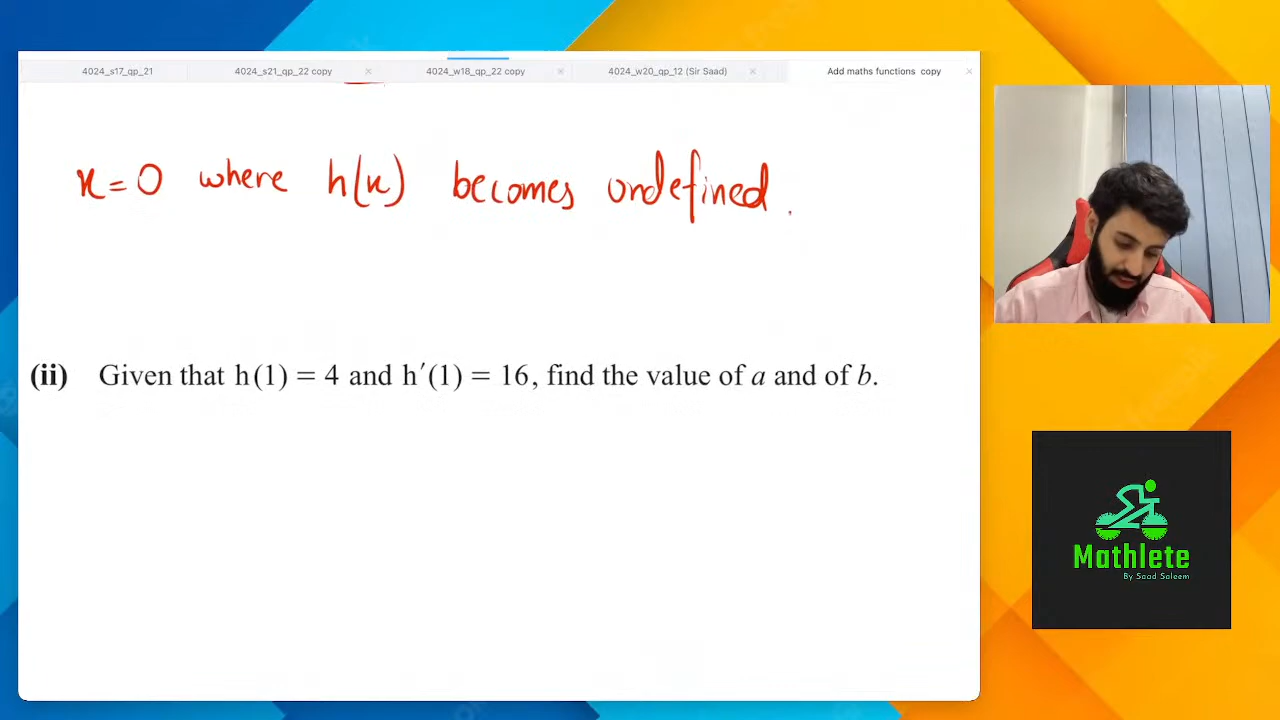 4024_s17_qp_21 4024_s21_qp_22 copy × 4024_w18_qp_22 copy × 4024_w20_qp_12 (Sir Saad) × Add maths functions copy ×
x=0 where h(x) becomes undefined.
(ii) Given that h(1) = 4 and h′(1) = 16, find the value of a and of b.
Mathlete
By Saad Saleem